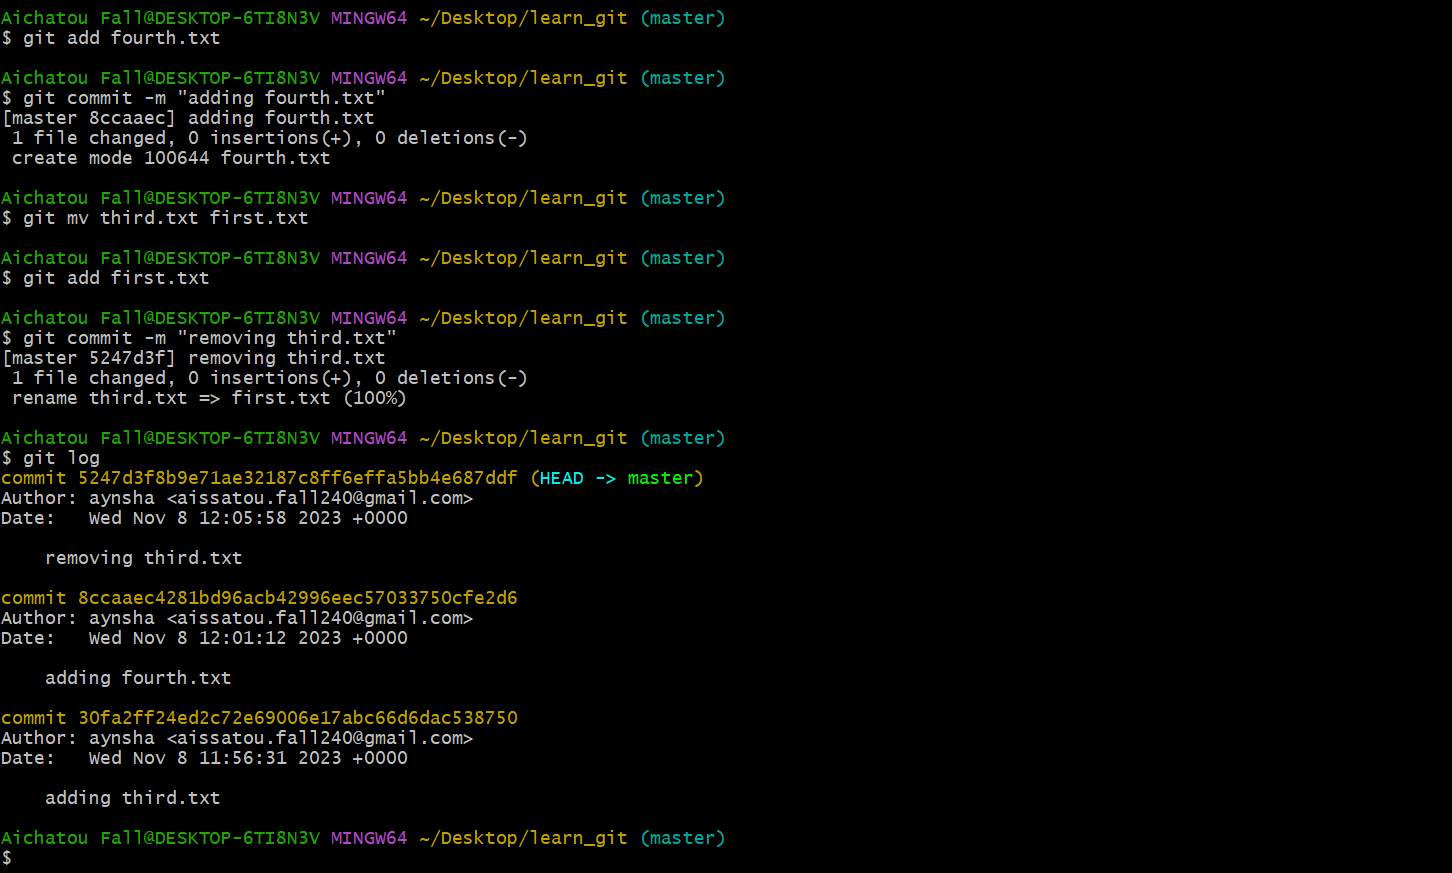 Aichatou Fall@DESKTOP-6TI8N3V MINGW64 ~/Desktop/learn_git (master)
$ git add fourth.txt
Aichatou Fall@DESKTOP-6TI8N3V MINGW64 ~/Desktop/learn_git (master)
$ git commit -m "adding fourth.txt"
[master 8ccaaec] adding fourth.txt
 1 file changed, 0 insertions(+), 0 deletions(-)
 create mode 100644 fourth.txt
Aichatou Fall@DESKTOP-6TI8N3V MINGW64 ~/Desktop/learn_git (master)
$ git mv third.txt first.txt
Aichatou Fall@DESKTOP-6TI8N3V MINGW64 ~/Desktop/learn_git (master)
$ git add first.txt
Aichatou Fall@DESKTOP-6TI8N3V MINGW64 ~/Desktop/learn_git (master)
$ git commit -m "removing third.txt"
[master 5247d3f] removing third.txt
 1 file changed, 0 insertions(+), 0 deletions(-)
 rename third.txt => first.txt (100%)
Aichatou Fall@DESKTOP-6TI8N3V MINGW64 ~/Desktop/learn_git (master)
$ git log
commit 5247d3f8b9e71ae32187c8ff6effa5bb4e687ddf (HEAD -> master)
Author: aynsha <aissatou.fall240@gmail.com>
Date:   Wed Nov 8 12:05:58 2023 +0000
    removing third.txt
commit 8ccaaec4281bd96acb42996eec57033750cfe2d6
Author: aynsha <aissatou.fall240@gmail.com>
Date:   Wed Nov 8 12:01:12 2023 +0000
    adding fourth.txt
commit 30fa2ff24ed2c72e69006e17abc66d6dac538750
Author: aynsha <aissatou.fall240@gmail.com>
Date:   Wed Nov 8 11:56:31 2023 +0000
    adding third.txt
Aichatou Fall@DESKTOP-6TI8N3V MINGW64 ~/Desktop/learn_git (master)
$